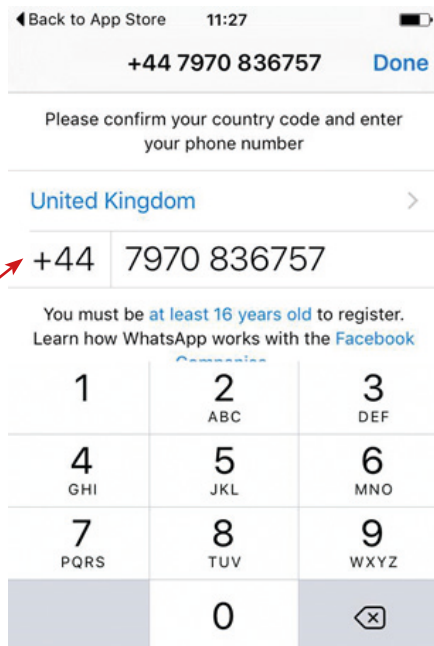 Back to App Store 11:27
+44 7970 836757 Done
Please confirm your country code and enter
your phone number
United Kingdom
+44 7970 836757
You must be at least 16 years old to register.
Learn how WhatsApp works with the Facebook
Companies
1 2 3
ABC DEF
4 5 6
GHI JKL MNO
7 8 9
PQRS TUV WXYZ
0